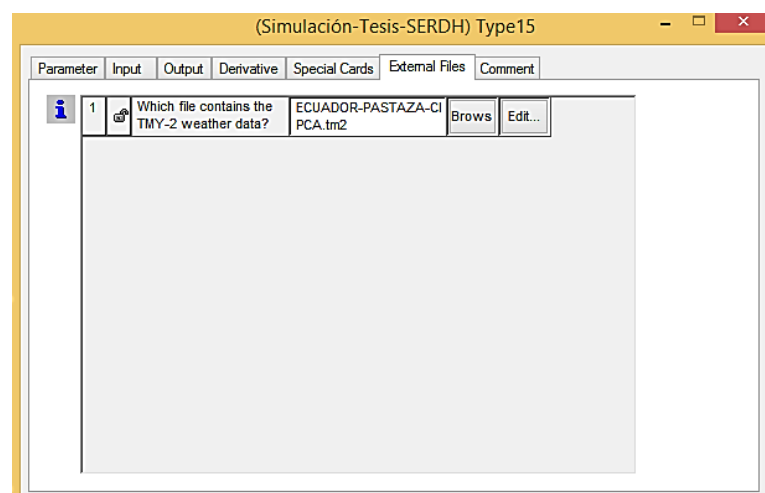 (Simulación-Tesis-SERDH) Type15
Parameter Input Output Derivative Special Cards External Files Comment
i 1 Which file contains the ECUADOR-PASTAZA-CI Brows Edit...
TMY-2 weather data? PCA.tm2